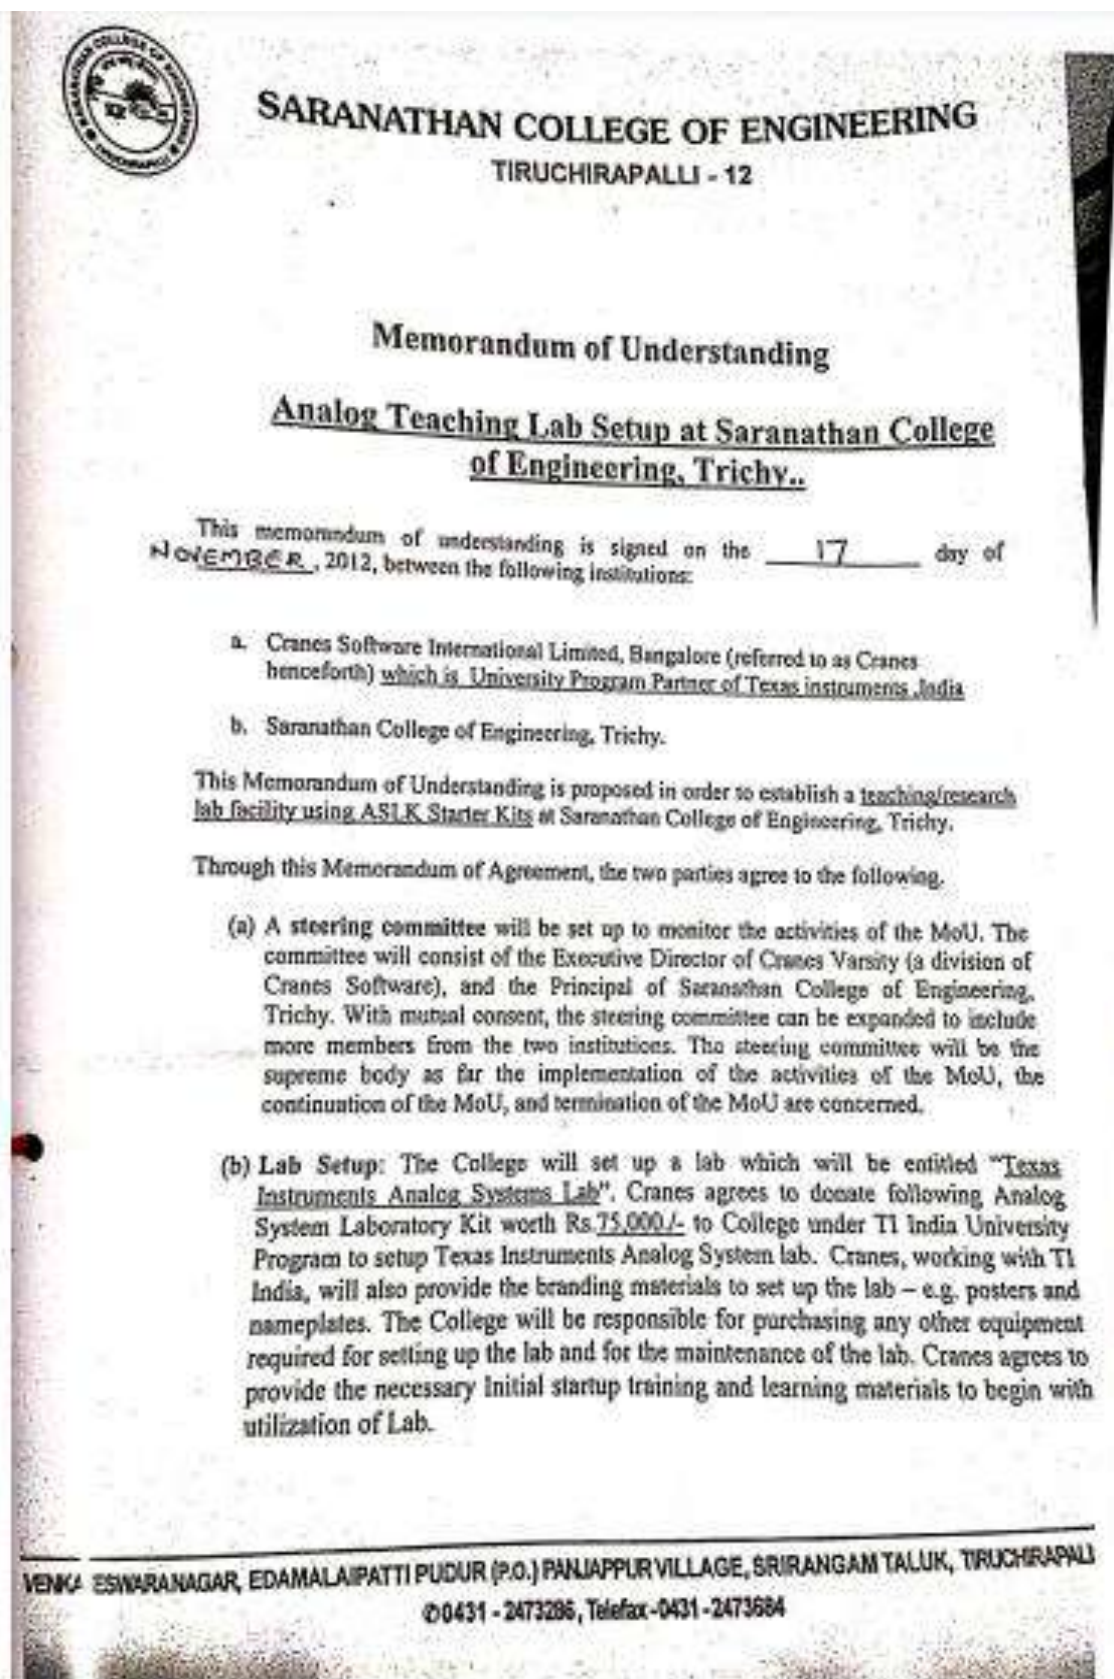 SARANATHAN COLLEGE OF ENGINEERING
TIRUCHIRAPALLI - 12
Memorandum of Understanding
Analog Teaching Lab Setup at Saranathan College
of Engineering, Trichy..
This memorandum of understanding is signed on the 17 day of
NOVEMBER, 2012, between the following institutions:
a. Cranes Software International Limited, Bangalore (referred to as Cranes
henceforth) which is University Program Partner of Texas instruments ,India
b. Saranathan College of Engineering, Trichy.
This Memorandum of Understanding is proposed in order to establish a teaching/research
lab facility using ASLK Starter Kits at Saranathan College of Engineering, Trichy.
Through this Memorandum of Agreement, the two parties agree to the following.
(a) A steering committee will be set up to monitor the activities of the MoU. The
committee will consist of the Executive Director of Cranes Varsity (a division of
Cranes Software), and the Principal of Saranathan College of Engineering,
Trichy. With mutual consent, the steering committee can be expanded to include
more members from the two institutions. The steering committee will be the
supreme body as far the implementation of the activities of the MoU, the
continuation of the MoU, and termination of the MoU are concerned.
(b) Lab Setup: The College will set up a lab which will be entitled "Texas
Instruments Analog Systems Lab". Cranes agrees to donate following Analog
System Laboratory Kit worth Rs.75,000/- to College under TI India University
Program to setup Texas Instruments Analog System lab. Cranes, working with TI
India, will also provide the branding materials to set up the lab – e.g. posters and
nameplates. The College will be responsible for purchasing any other equipment
required for setting up the lab and for the maintenance of the lab. Cranes agrees to
provide the necessary Initial startup training and learning materials to begin with
utilization of Lab.
VENKA ESWARANAGAR, EDAMALAIPATTI PUDUR (P.O.) PANJAPPUR VILLAGE, SRIRANGAM TALUK, TIRUCHIRAPALI
✆0431 - 2473286, Telefax -0431 -2473684